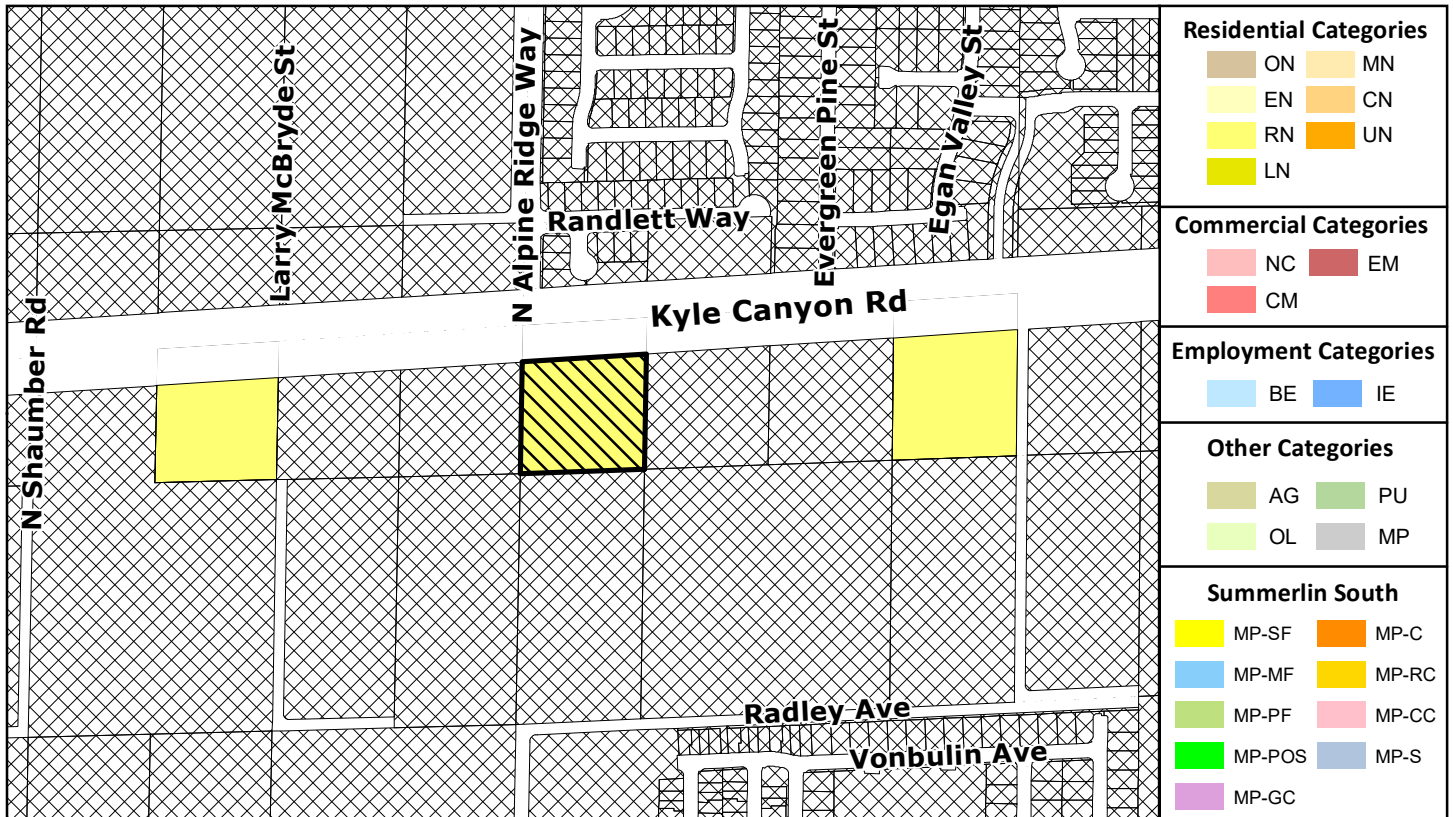 N Shaumber Rd
Larry McBryde St
N Alpine Ridge Way
Randlett Way
Evergreen Pine St
Egan Valley St
Kyle Canyon Rd
Radley Ave
Vonbulin Ave
Residential Categories
ON MN
EN CN
RN UN
LN
Commercial Categories
NC EM
CM
Employment Categories
BE IE
Other Categories
AG PU
OL MP
Summerlin South
MP-SF MP-C
MP-MF MP-RC
MP-PF MP-CC
MP-POS MP-S
MP-GC